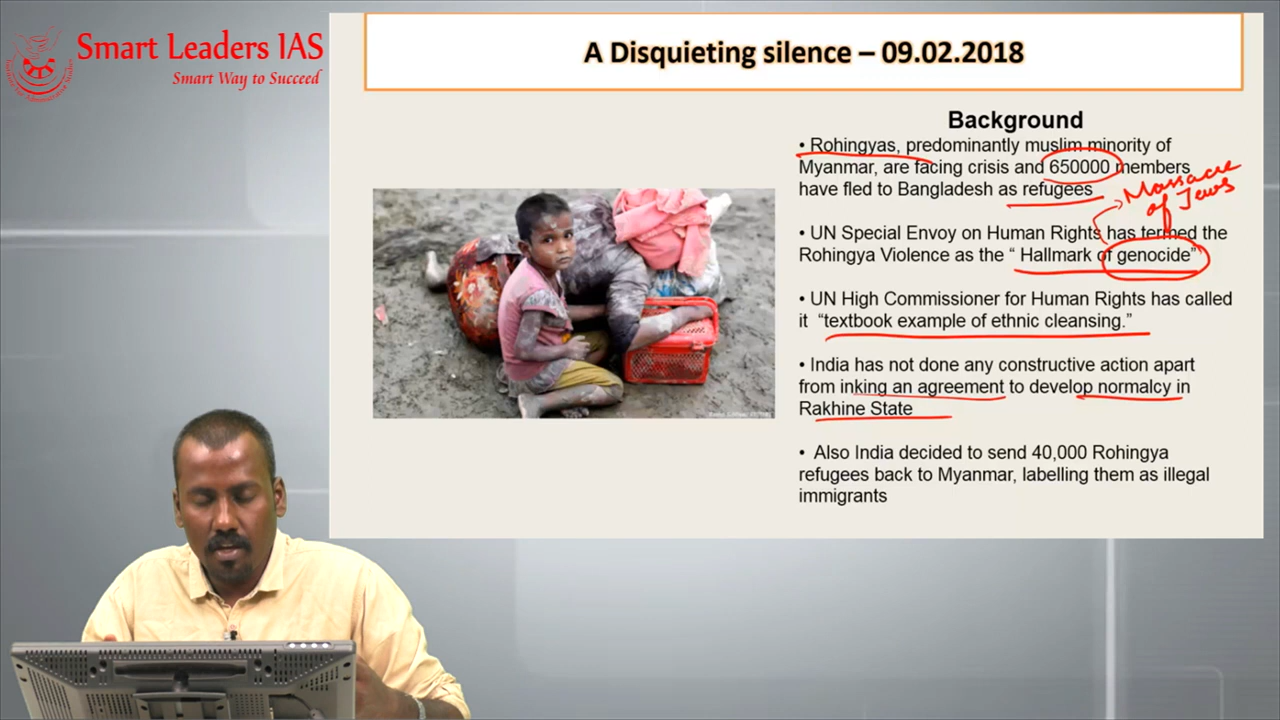 Smart Leaders IAS
Smart Way to Succeed
A Disquieting silence – 09.02.2018
Background
• Rohingyas, predominantly muslim minority of
Myanmar, are facing crisis and 650000 members
have fled to Bangladesh as refugees
Massacre
of Jews
• UN Special Envoy on Human Rights has termed the
Rohingya Violence as the “ Hallmark of genocide”
• UN High Commissioner for Human Rights has called
it “textbook example of ethnic cleansing.”
• India has not done any constructive action apart
from inking an agreement to develop normalcy in
Rakhine State
• Also India decided to send 40,000 Rohingya
refugees back to Myanmar, labelling them as illegal
immigrants